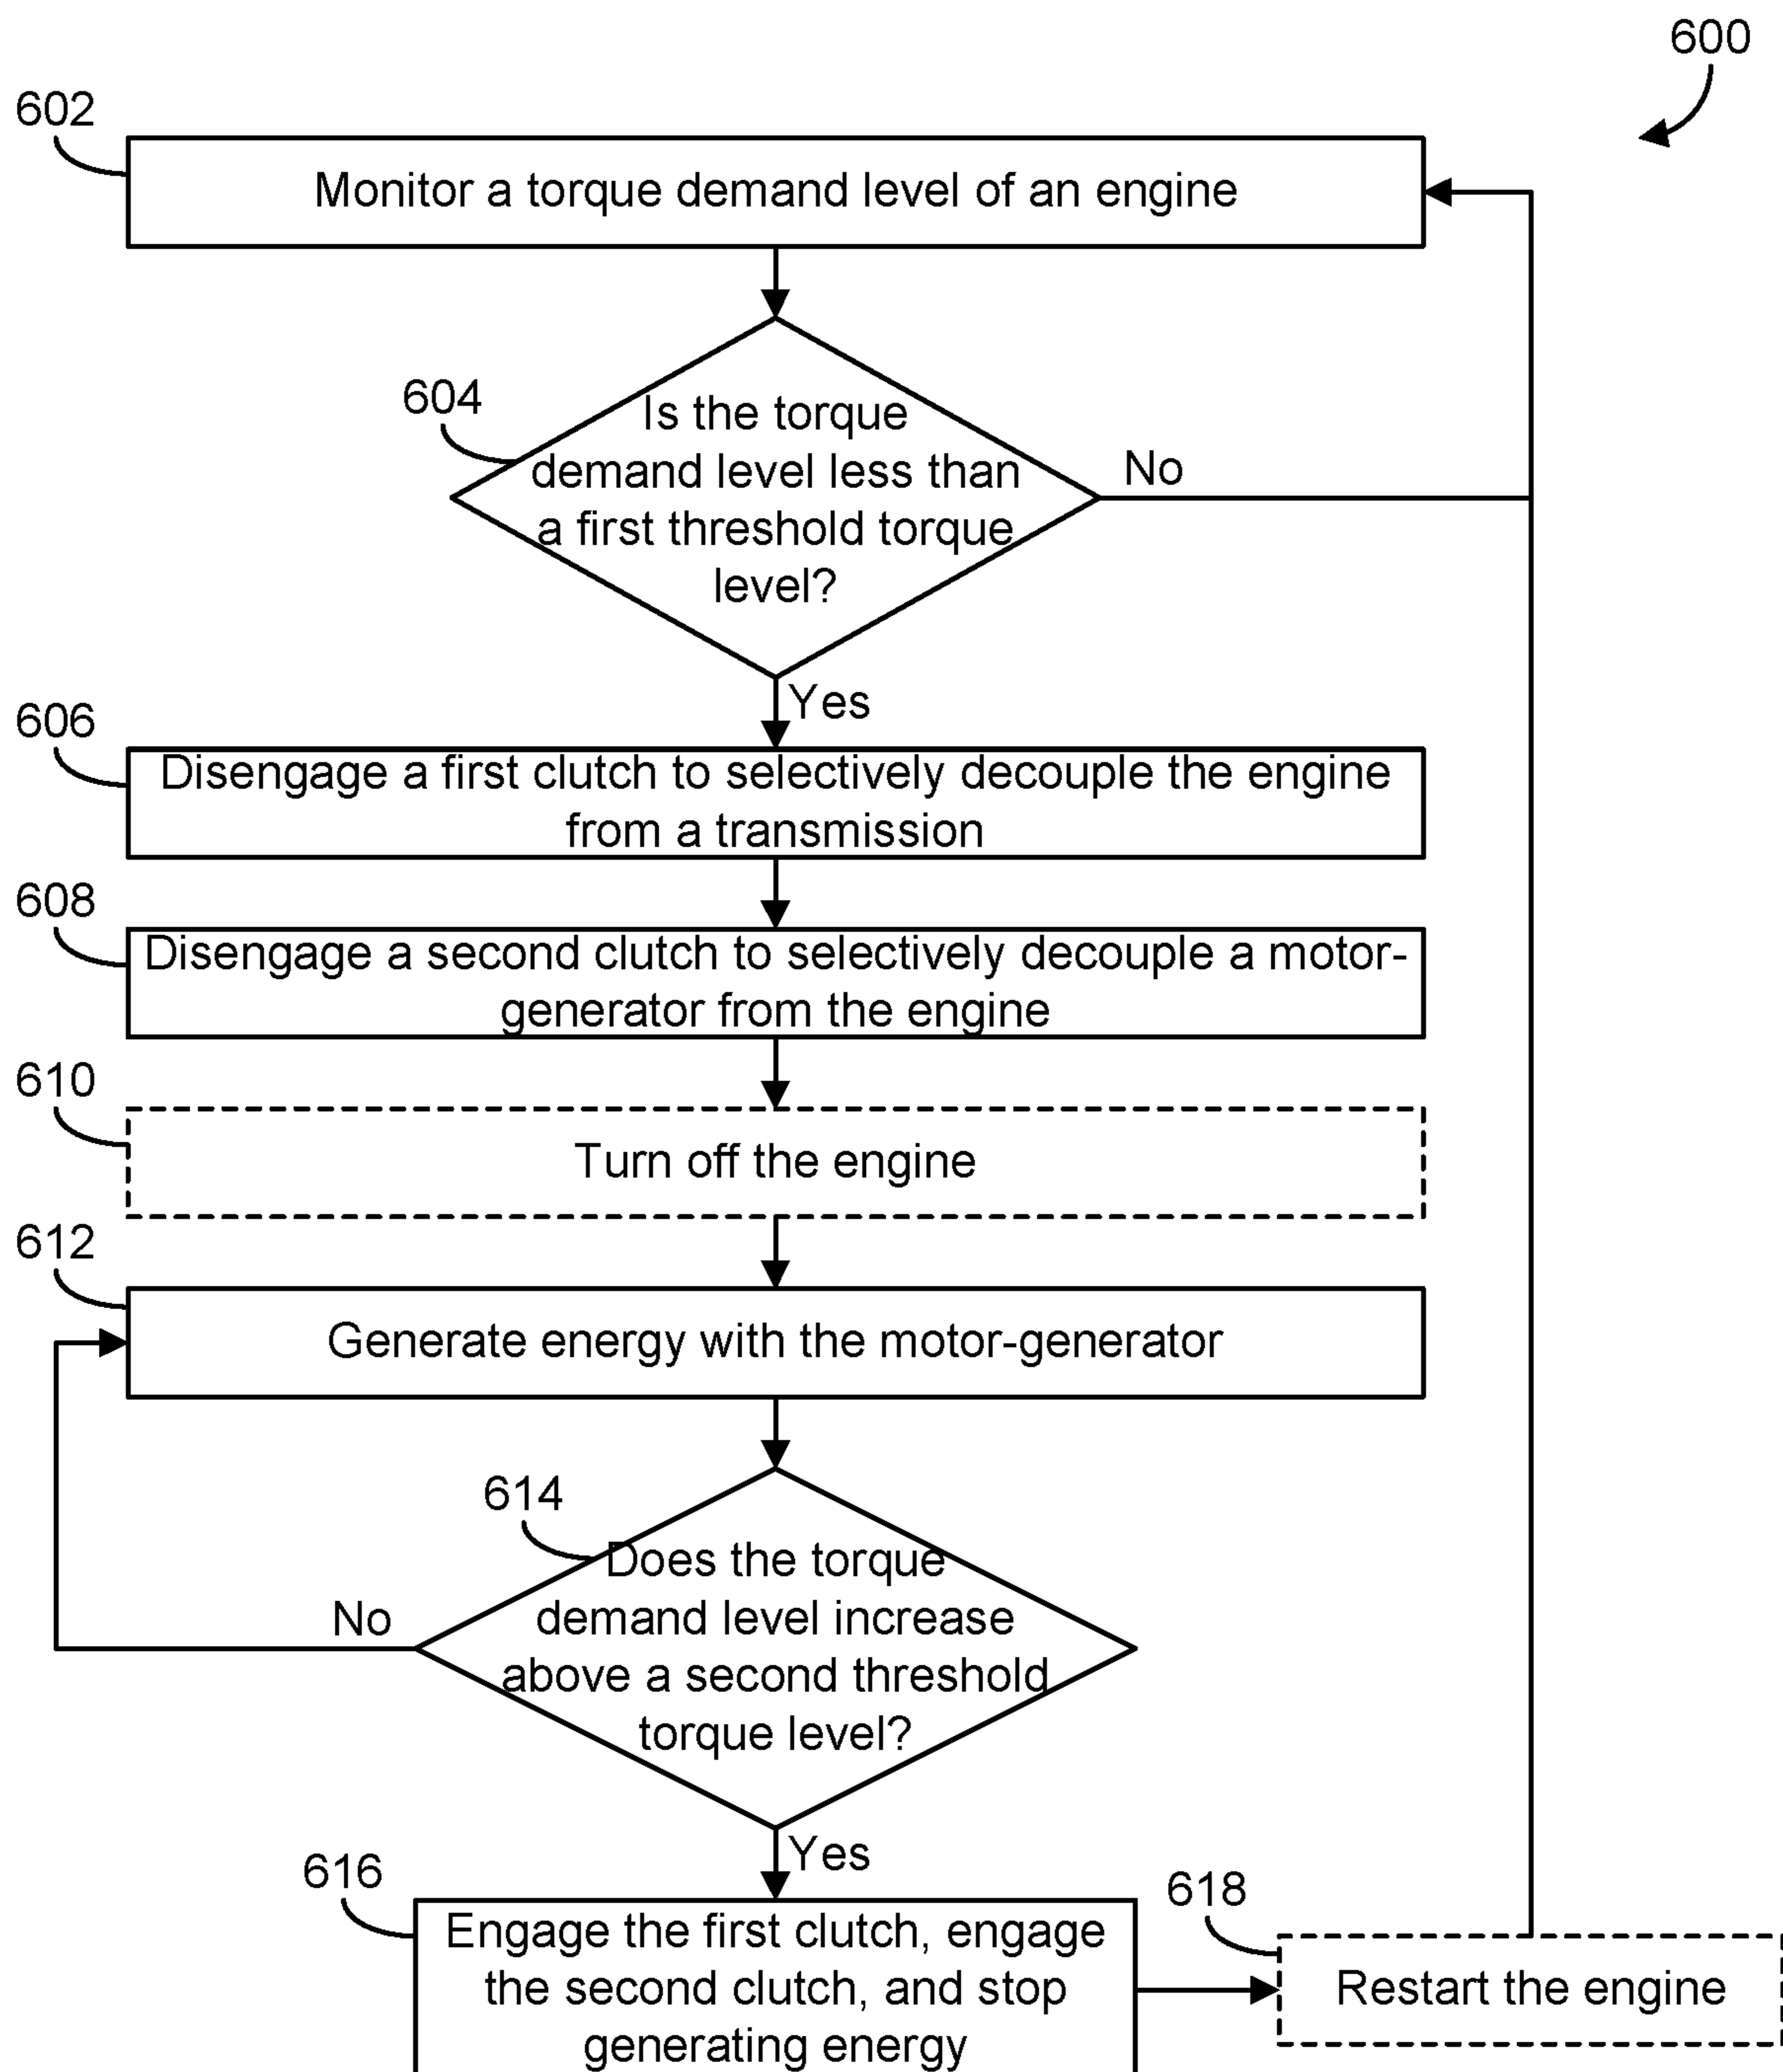 600
602
Monitor a torque demand level of an engine
604
Is the torque
demand level less than
a first threshold torque
level?
No
Yes
606
Disengage a first clutch to selectively decouple the engine
from a transmission
608
Disengage a second clutch to selectively decouple a motor-
generator from the engine
610
Turn off the engine
612
Generate energy with the motor-generator
614
Does the torque
demand level increase
above a second threshold
torque level?
No
Yes
616
Engage the first clutch, engage
the second clutch, and stop
generating energy
618
Restart the engine